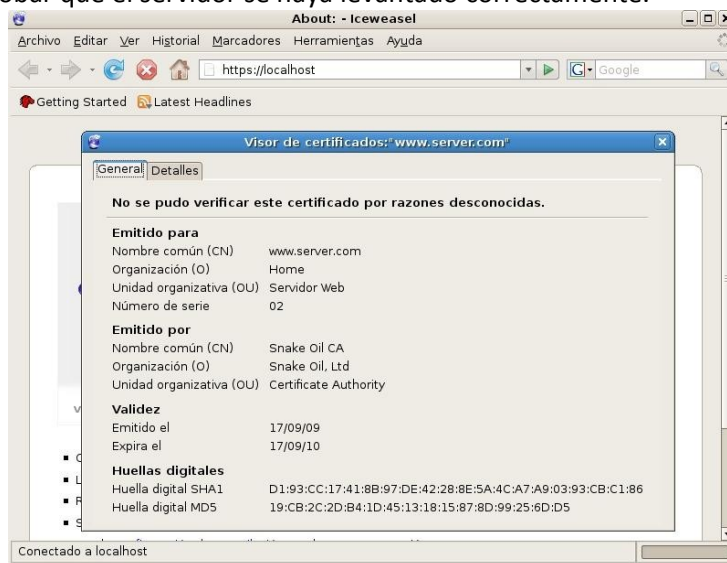 obar que el servidor se haya levantado correctamente.
About: - Iceweasel
Archivo Editar Ver Historial Marcadores Herramientas Ayuda
https://localhost
G Google
Getting Started Latest Headlines
Visor de certificados:"www.server.com"
General Detalles
No se pudo verificar este certificado por razones desconocidas.
Emitido para
Nombre común (CN) www.server.com
Organización (O) Home
Unidad organizativa (OU) Servidor Web
Número de serie 02
Emitido por
Nombre común (CN) Snake Oil CA
Organización (O) Snake Oil, Ltd
Unidad organizativa (OU) Certificate Authority
Validez
Emitido el 17/09/09
Expira el 17/09/10
Huellas digitales
Huella digital SHA1 D1:93:CC:17:41:8B:97:DE:42:28:8E:5A:4C:A7:A9:03:93:CB:C1:86
Huella digital MD5 19:CB:2C:2D:B4:1D:45:13:18:15:87:8D:99:25:6D:D5
Conectado a localhost